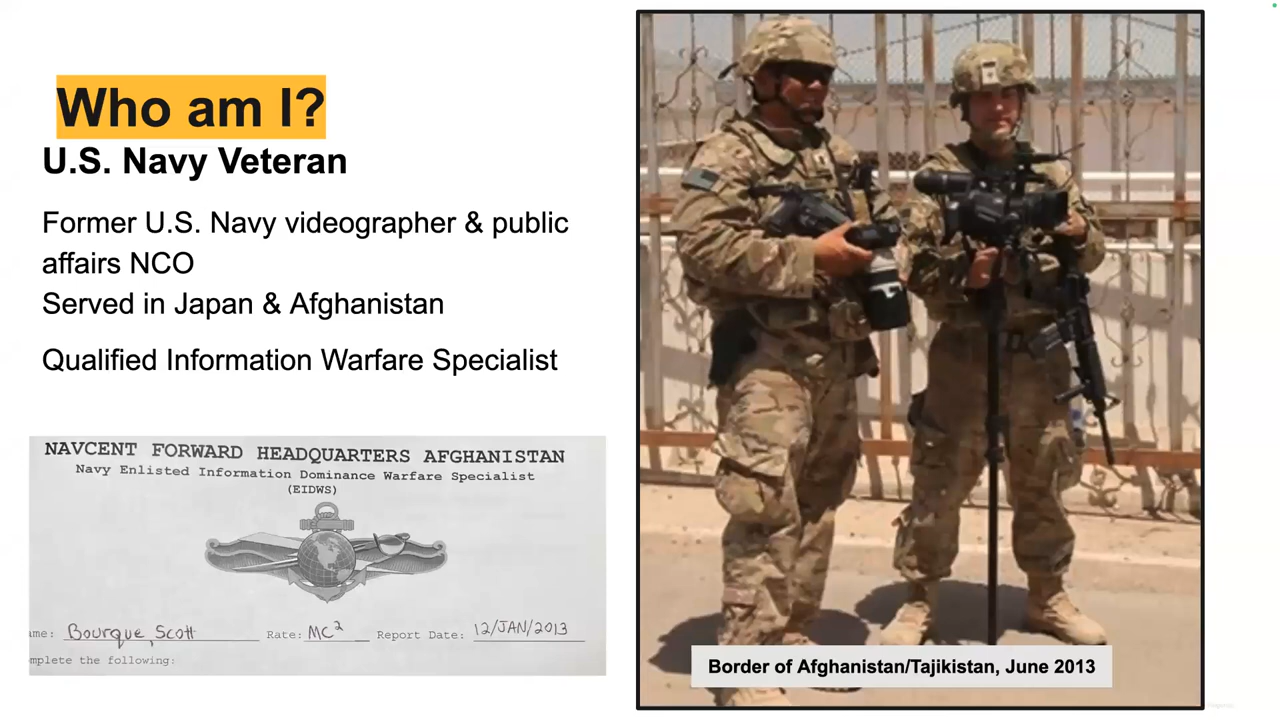 Who am I?
U.S. Navy Veteran
Former U.S. Navy videographer & public
affairs NCO
Served in Japan & Afghanistan
Qualified Information Warfare Specialist
NAVCENT FORWARD HEADQUARTERS AFGHANISTAN
Navy Enlisted Information Dominance Warfare Specialist
(EIDWS)
ame: Bourque, Scott Rate: MC2 Report Date: 12/JAN/2013
mplete the following:
Border of Afghanistan/Tajikistan, June 2013